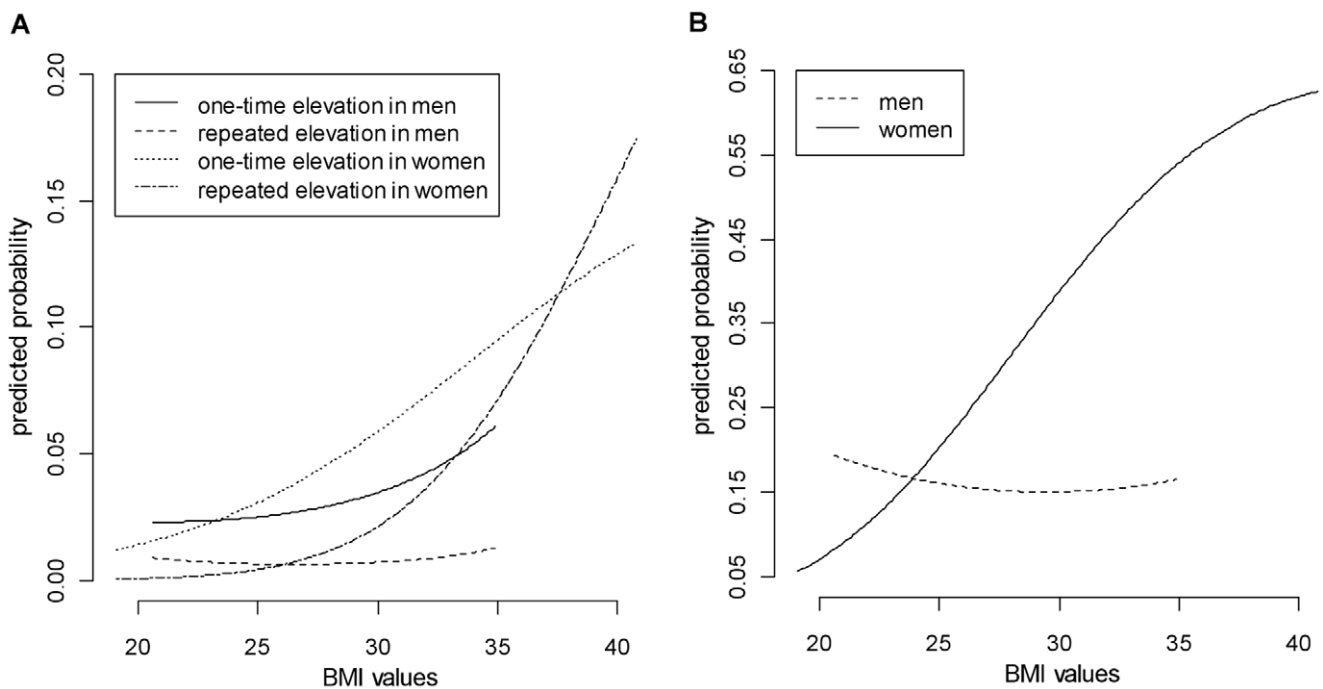 A
0.20
0.15
0.10
0.05
0.00
predicted probability
one-time elevation in men
repeated elevation in men
one-time elevation in women
repeated elevation in women
20 25 30 35 40
BMI values
B
0.65
0.55
0.45
0.35
0.25
0.15
0.05
predicted probability
men
women
20 25 30 35 40
BMI values